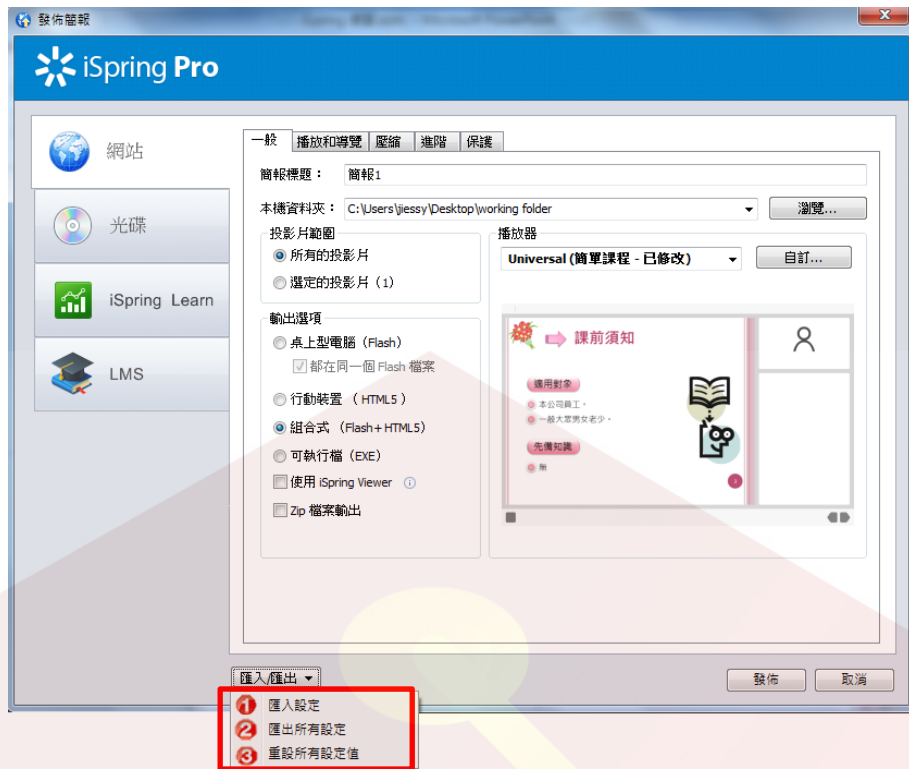 發佈簡報
iSpring Pro
網站
光碟
iSpring Learn
LMS
一般 播放和導覽 壓縮 進階 保護
簡報標題： 簡報1
本機資料夾： C:\Users\jiessy\Desktop\working folder 瀏覽...
投影片範圍
所有的投影片
選定的投影片（1）
輸出選項
桌上型電腦（Flash）
都在同一個 Flash 檔案
行動裝置 （ HTML5 ）
組合式 （Flash+HTML5）
可執行檔（EXE）
使用 iSpring Viewer
Zip 檔案輸出
播放器
Universal (簡單課程 - 已修改) 自訂...
課前須知
適用對象
本公司員工。
一般大眾男女老少。
先備知識
無
匯入/匯出 發佈 取消
1 匯入設定
2 匯出所有設定
3 重設所有設定值